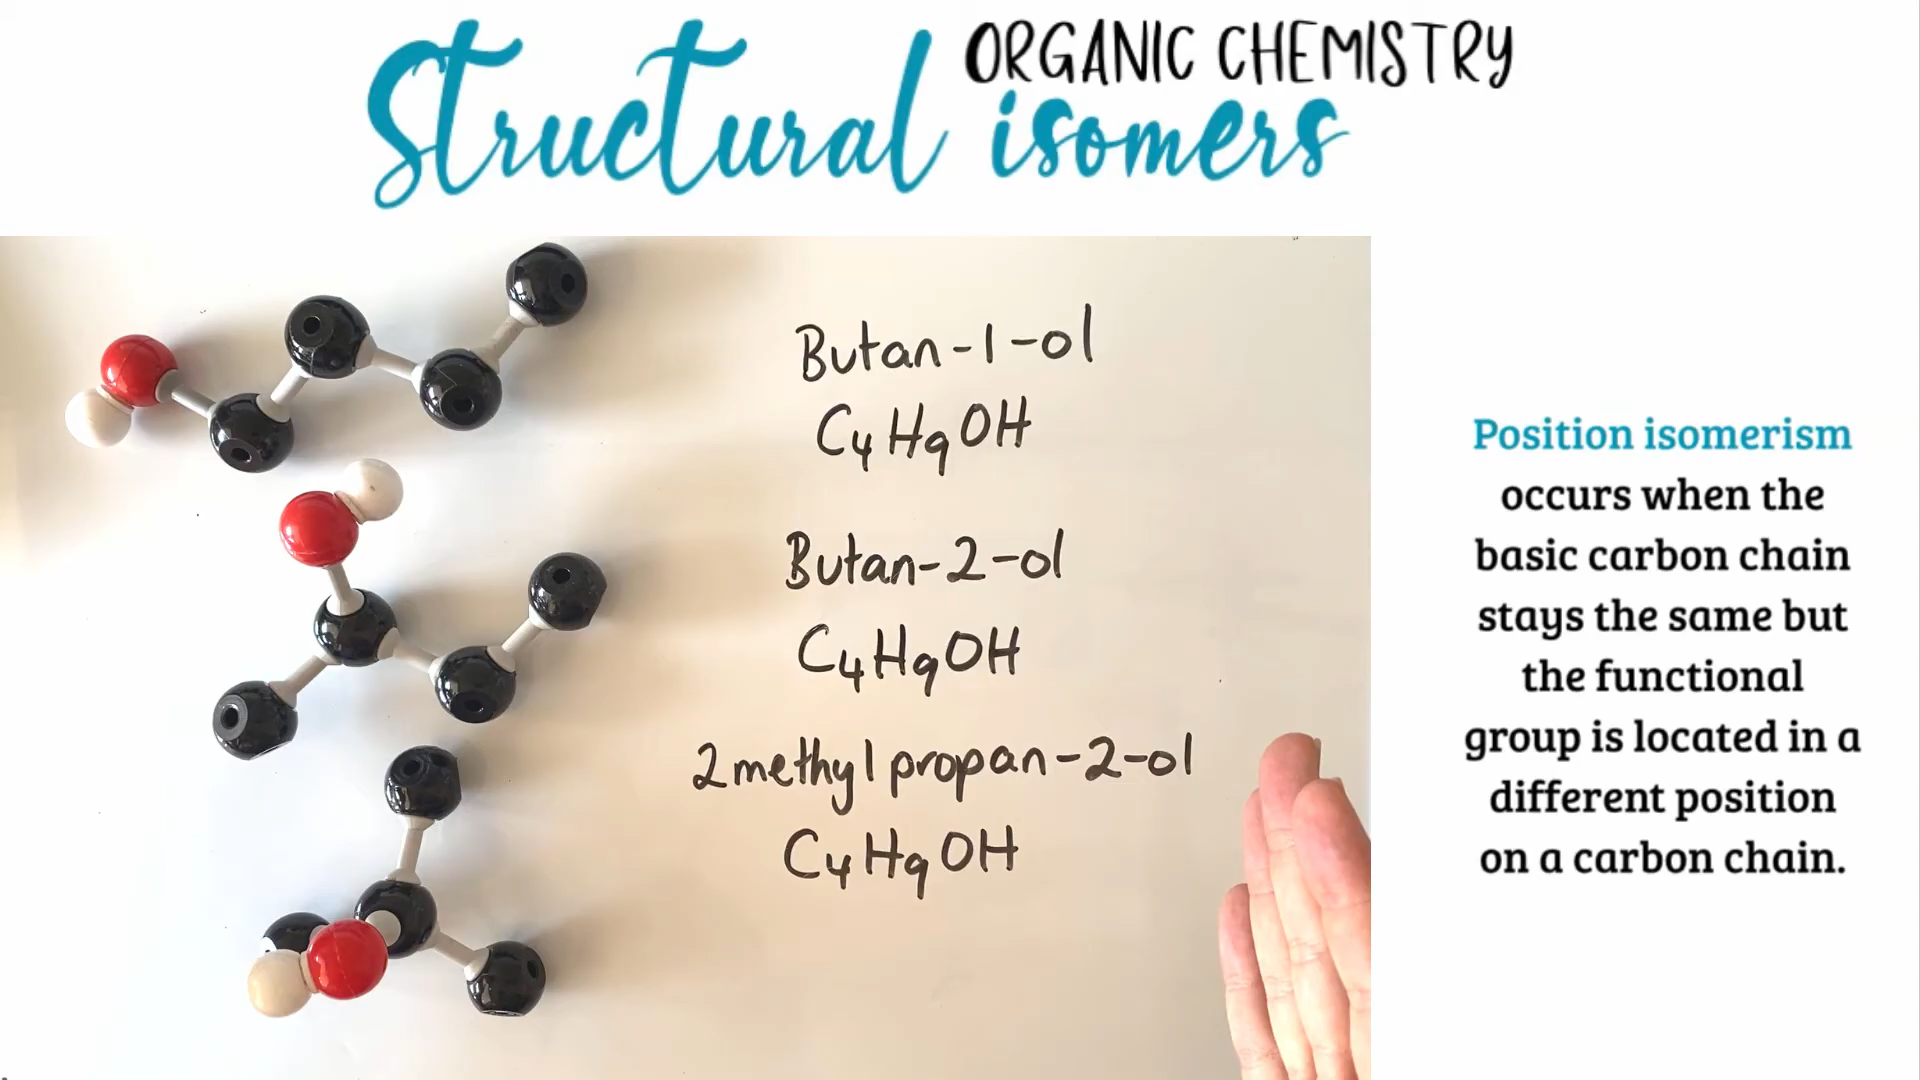 ORGANIC CHEMISTRY
Structural isomers
Butan-1-ol
C4H9OH
Butan-2-ol
C4H9OH
2methylpropan-2-ol
C4H9OH
Position isomerism
occurs when the
basic carbon chain
stays the same but
the functional
group is located in a
different position
on a carbon chain.